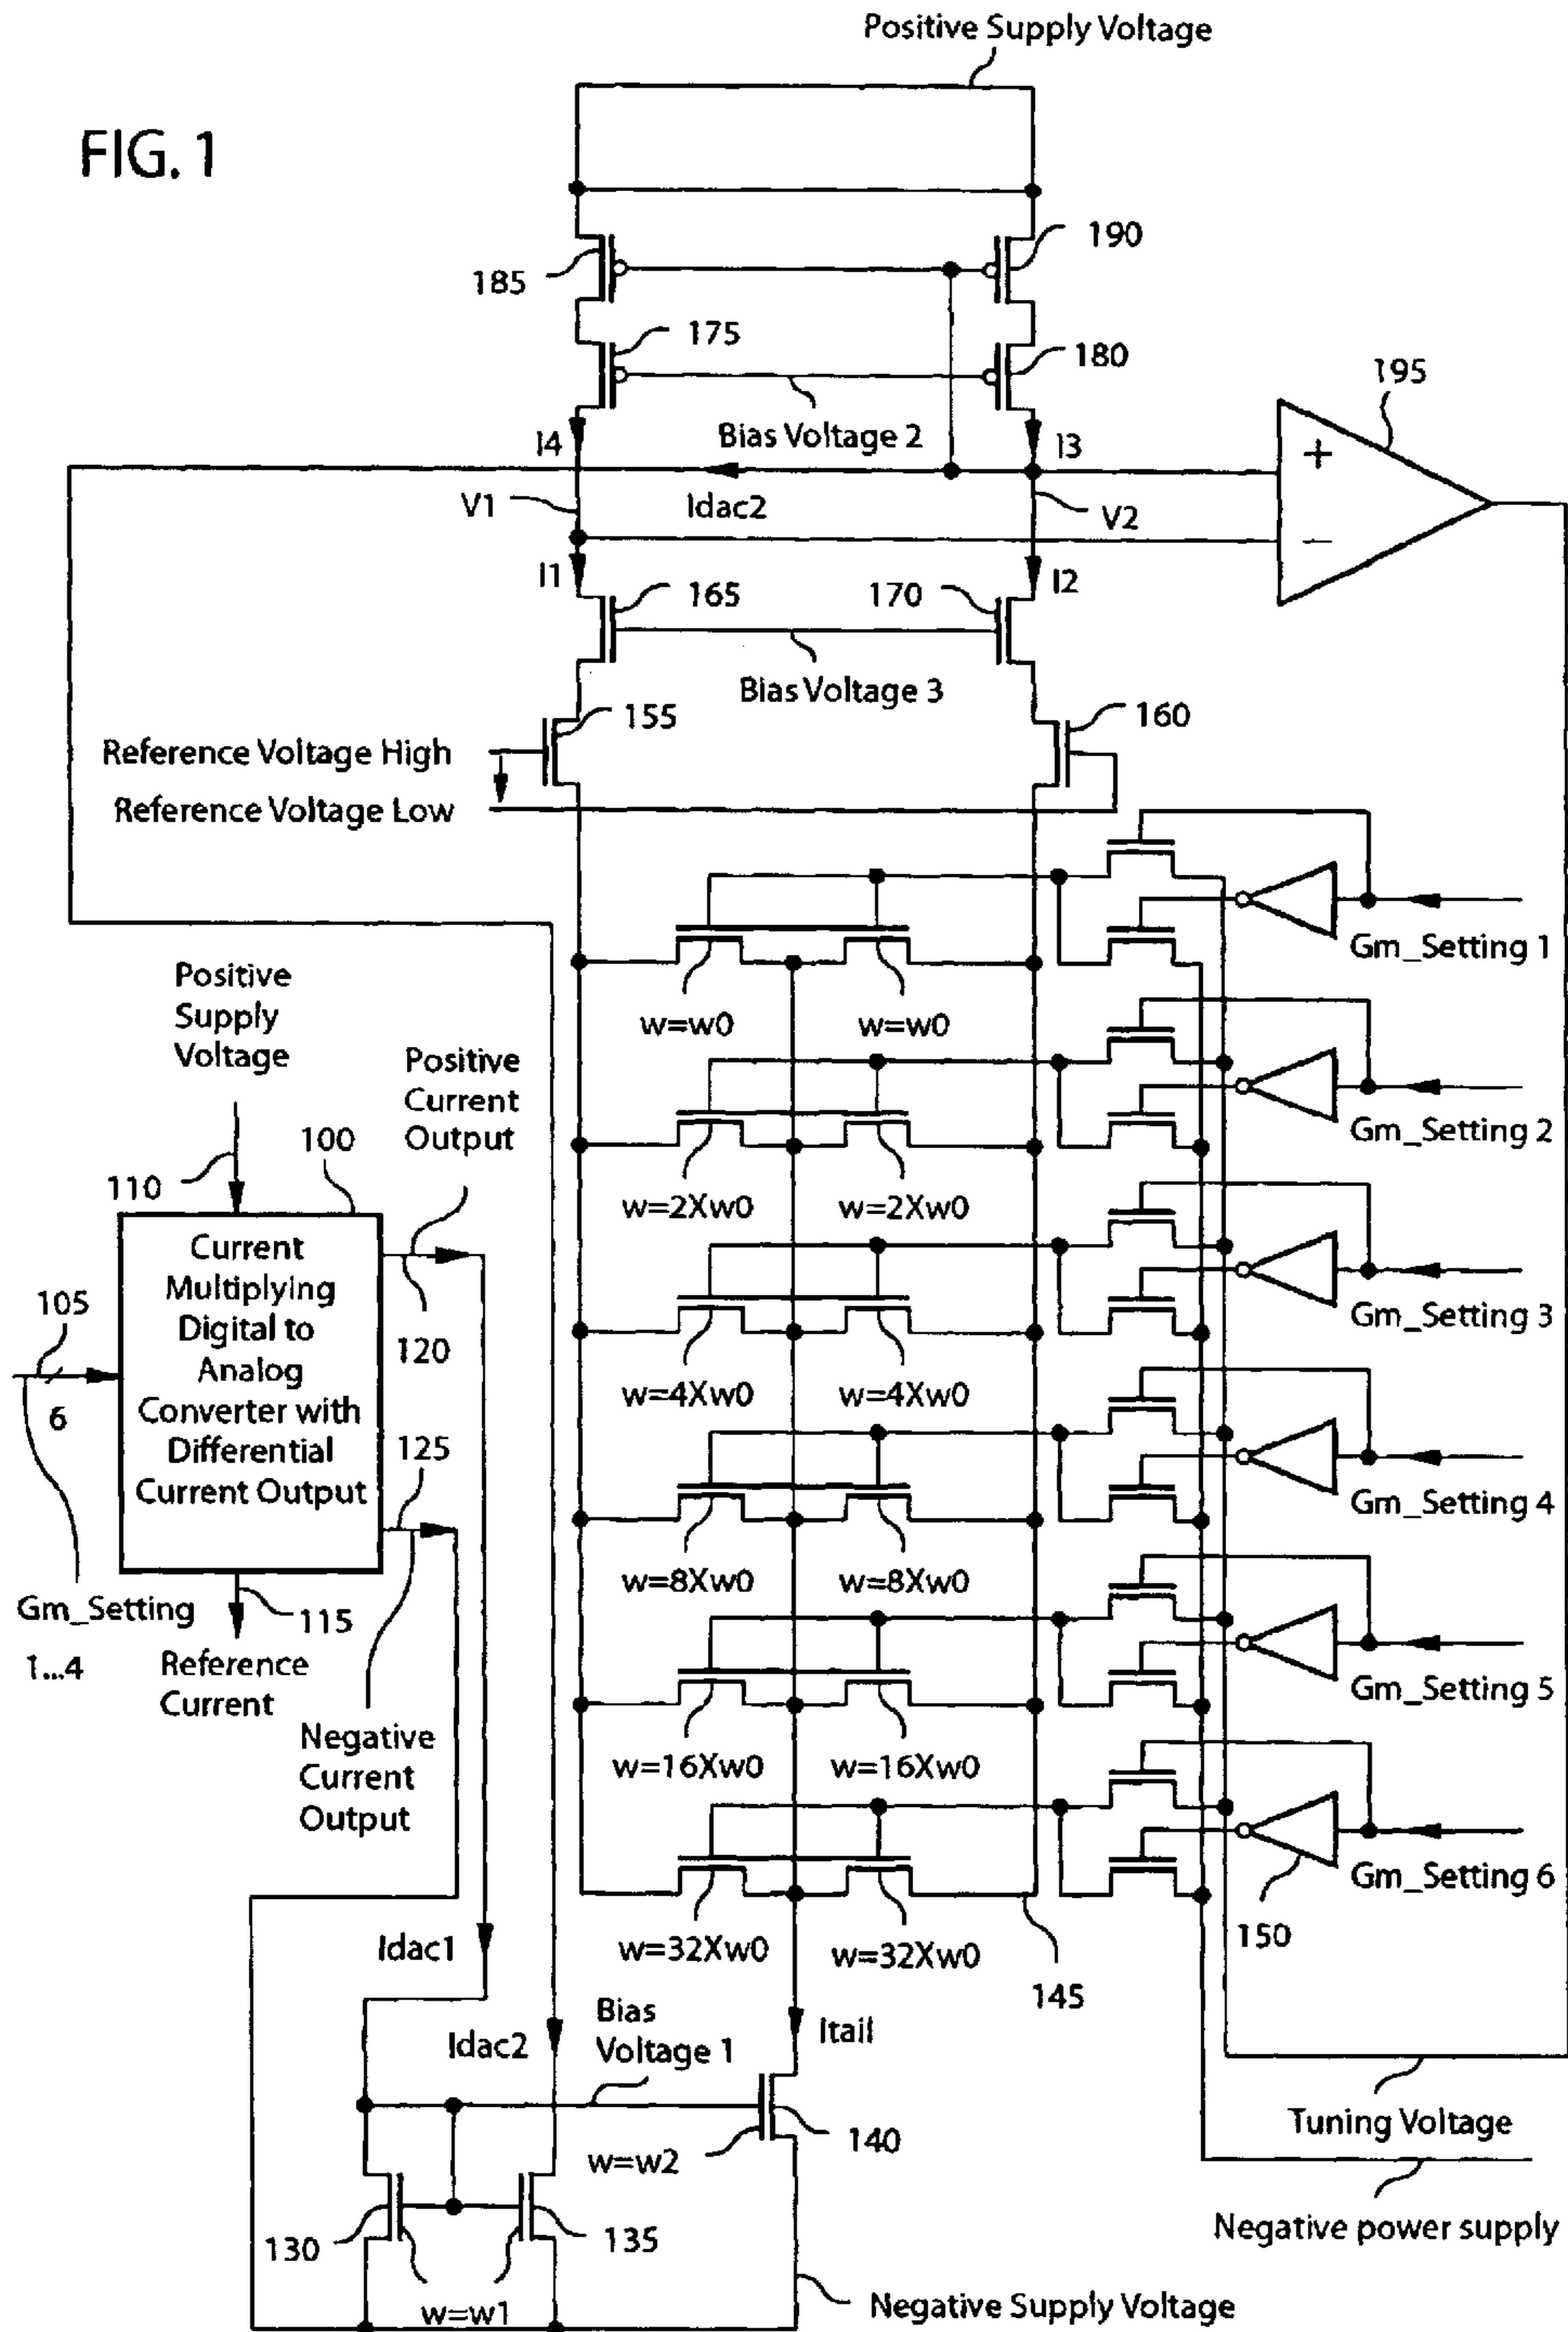 Positive Supply Voltage
FIG. 1
190
185
175
180
195
I4
Bias Voltage 2
I3
+
V1
Idac2
V2
−
I1
165
170
I2
Bias Voltage 3
155
160
Reference Voltage High
Reference Voltage Low
Gm_Setting 1
w=w0
w=w0
Positive
Supply
Voltage
Positive
Current
Output
Gm_Setting 2
w=2Xw0
w=2Xw0
110
100
Current
Multiplying
Digital to
Analog
Converter with
Differential
Current Output
105
6
120
125
Gm_Setting 3
w=4Xw0
w=4Xw0
Gm_Setting 4
w=8Xw0
w=8Xw0
Gm_Setting
1...4
115
Reference
Current
Negative
Current
Output
Gm_Setting 5
w=16Xw0
w=16Xw0
Gm_Setting 6
150
w=32Xw0
w=32Xw0
145
Idac1
Idac2
Bias
Voltage 1
Itail
w=w2
140
Tuning Voltage
130
135
w=w1
Negative power supply
Negative Supply Voltage